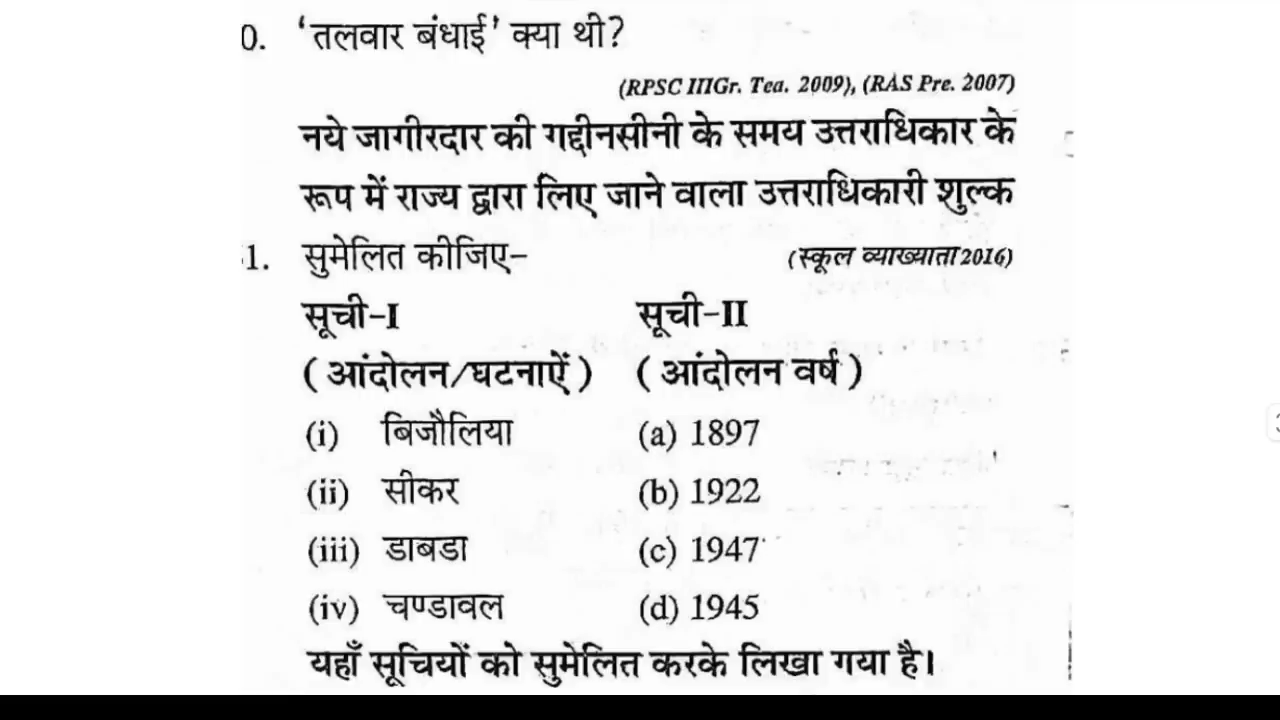 0. 'तलवार बंधाई' क्या थी?
(RPSC IIIGr. Tea. 2009), (RAS Pre. 2007)
नये जागीरदार की गद्दीनसीनी के समय उत्तराधिकार के
रूप में राज्य द्वारा लिए जाने वाला उत्तराधिकारी शुल्क
1. सुमेलित कीजिए- (स्कूल व्याख्याता 2016)
सूची-I सूची-II
(आंदोलन/घटनाऐं) (आंदोलन वर्ष)
(i) बिजौलिया (a) 1897
(ii) सीकर (b) 1922
(iii) डाबडा (c) 1947
(iv) चण्डावल (d) 1945
यहाँ सूचियों को सुमेलित करके लिखा गया है।